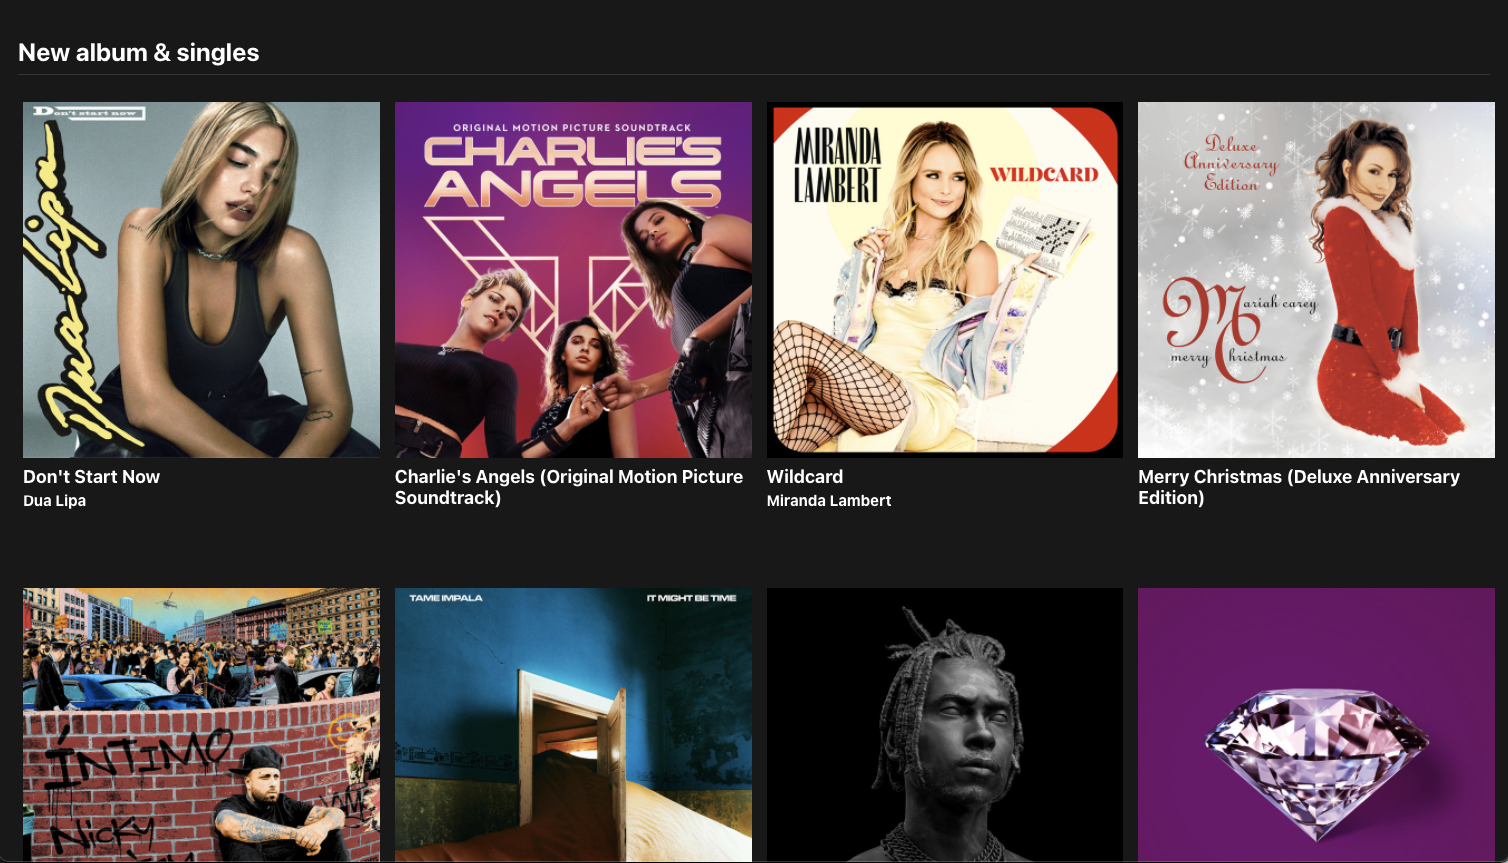 New album & singles
Don't start now
Dua Lipa
ORIGINAL MOTION PICTURE SOUNDTRACK
CHARLIE'S
ANGELS
MIRANDA
LAMBERT
WILDCARD
Deluxe
Anniversary
Edition
Mariah carey
merry Christmas
Don't Start Now
Dua Lipa
Charlie's Angels (Original Motion Picture
Soundtrack)
Wildcard
Miranda Lambert
Merry Christmas (Deluxe Anniversary
Edition)
ÍNTIMO
NICKY
TAME IMPALA
IT MIGHT BE TIME